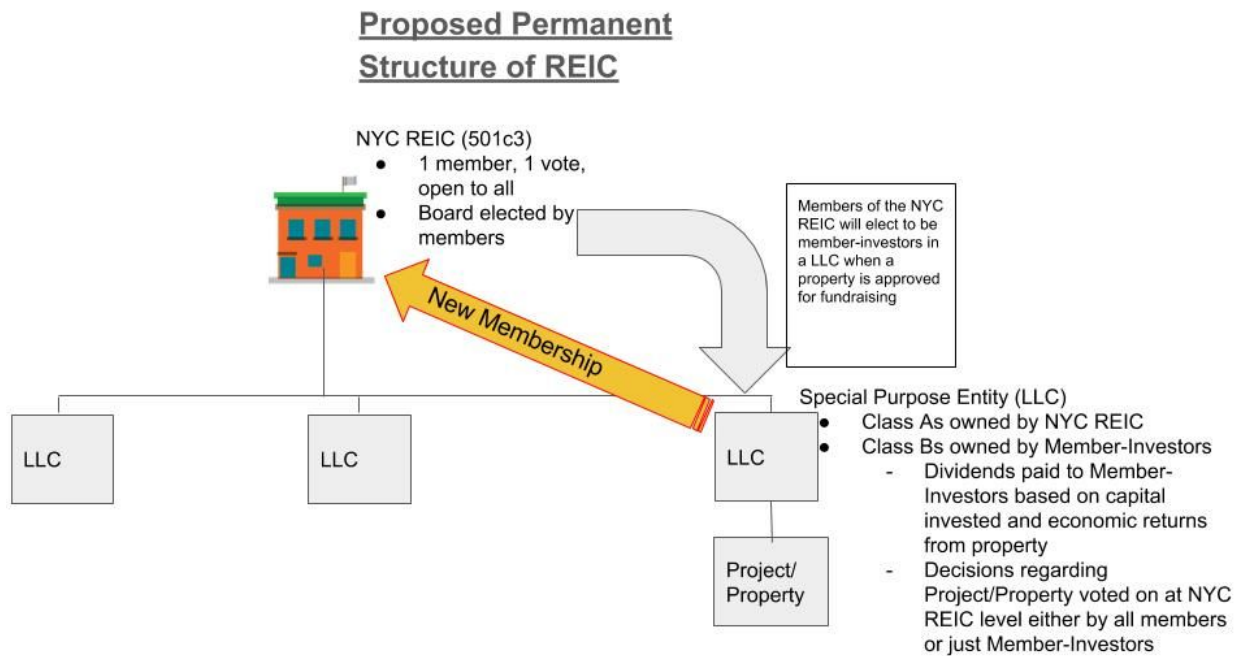 Proposed Permanent
Structure of REIC
NYC REIC (501c3)
● 1 member, 1 vote,
open to all
● Board elected by
members
Members of the NYC
REIC will elect to be
member-investors in
a LLC when a
property is approved
for fundraising
New Membership
LLC
LLC
LLC
Project/
Property
Special Purpose Entity (LLC)
● Class As owned by NYC REIC
● Class Bs owned by Member-Investors
- Dividends paid to Member-
Investors based on capital
invested and economic returns
from property
- Decisions regarding
Project/Property voted on at NYC
REIC level either by all members
or just Member-Investors